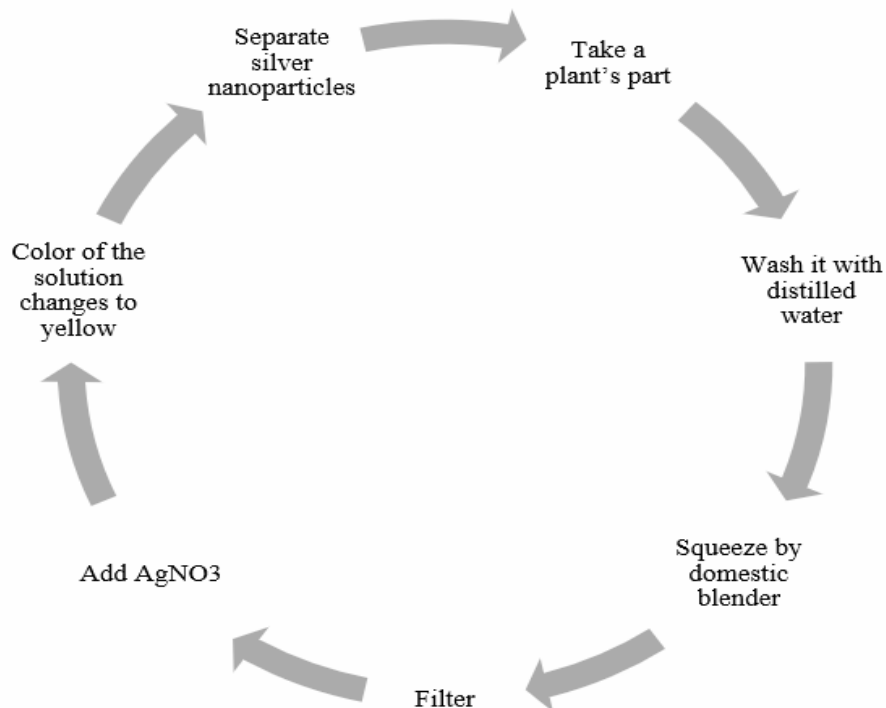 Separate
silver
nanoparticles
Take a
plant’s part
Wash it with
distilled
water
Squeeze by
domestic
blender
Filter
Add AgNO3
Color of the
solution
changes to
yellow